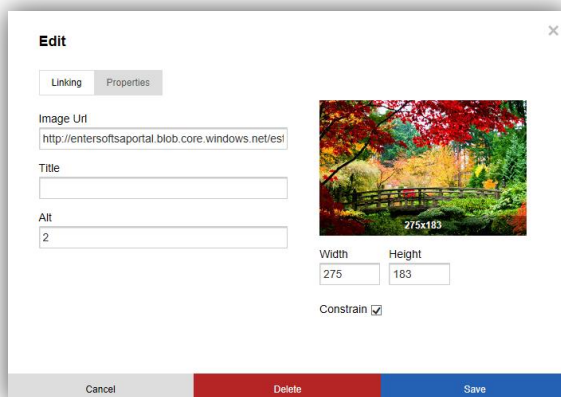 Edit
×
Linking Properties
Image Url
http://entersoftsaportal.blob.core.windows.net/est
Title
Alt
2
275x183
Width Height
275 183
Constrain
Cancel Delete Save